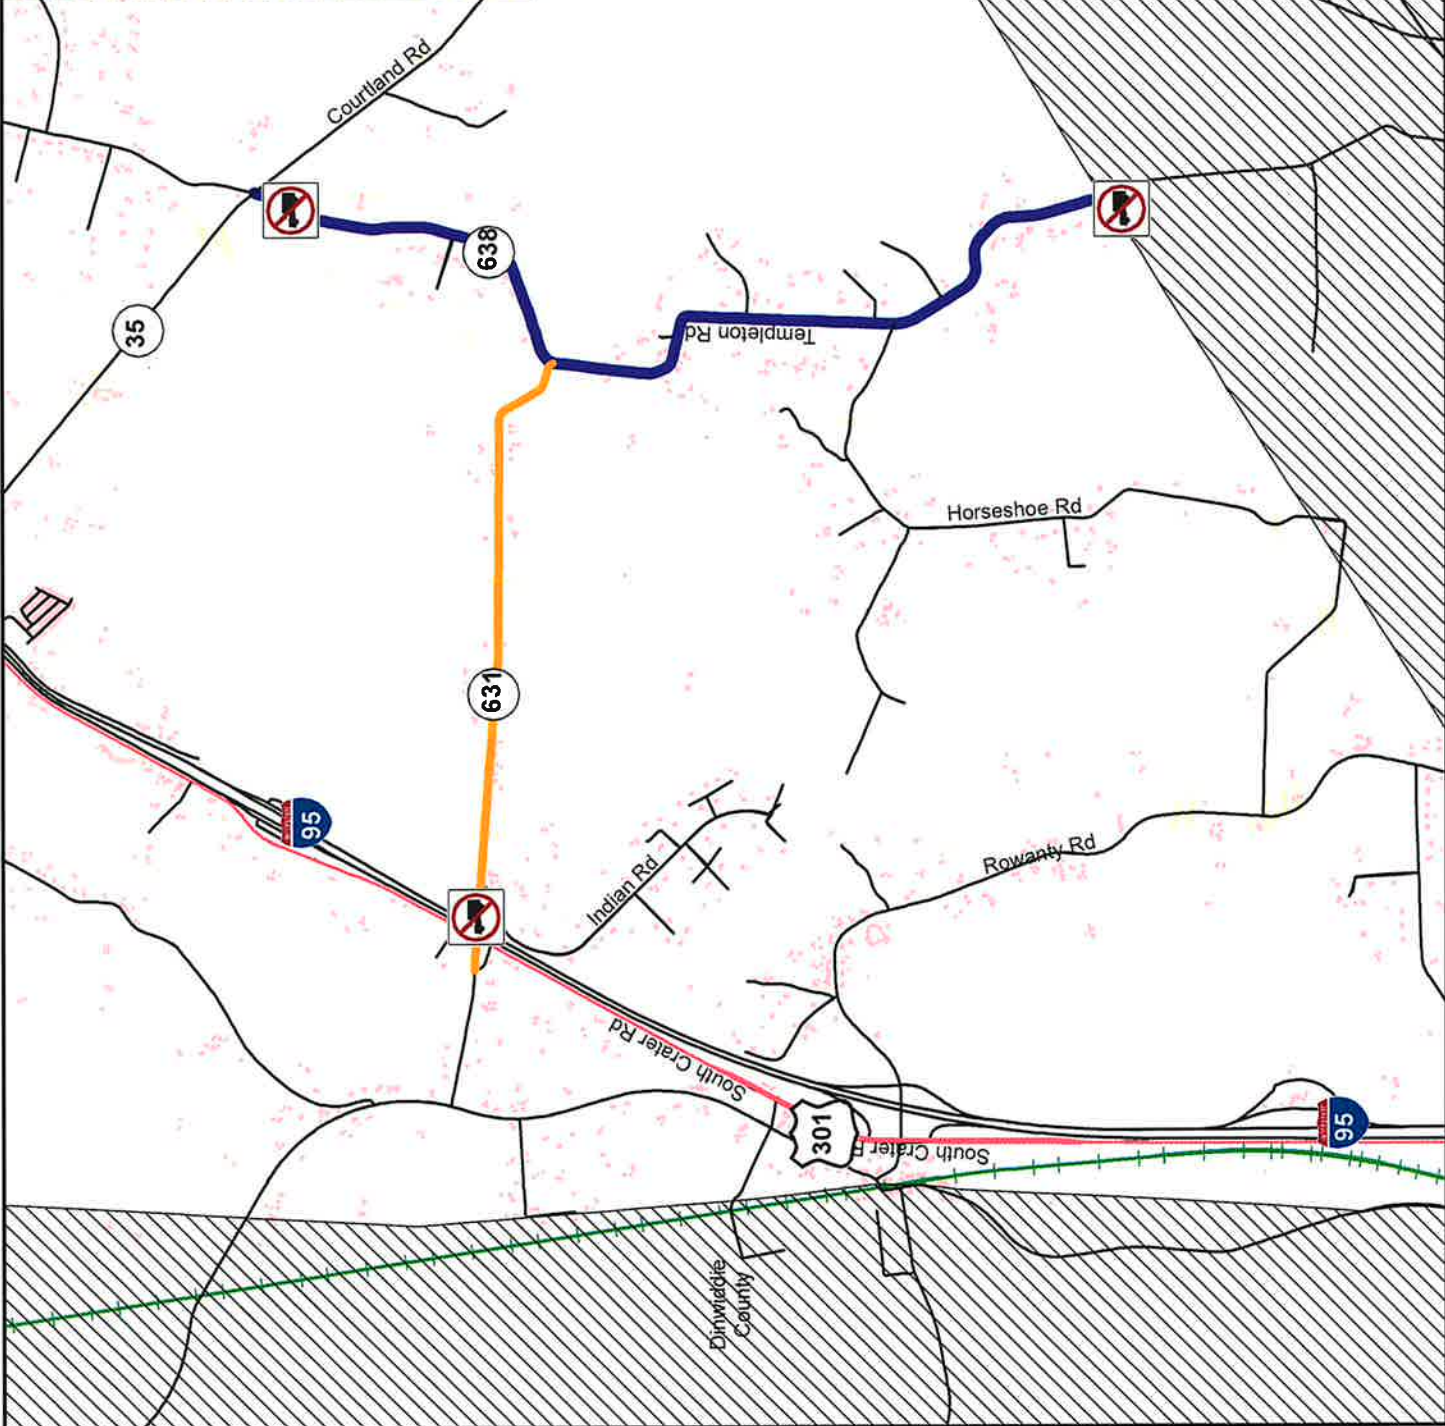 Courtland Rd
638
35
Templeton Rd
Horseshoe Rd
631
95
Indian Rd
Rowanty Rd
South Crater Rd
301
South Crater R
95
Dinwiddie
County